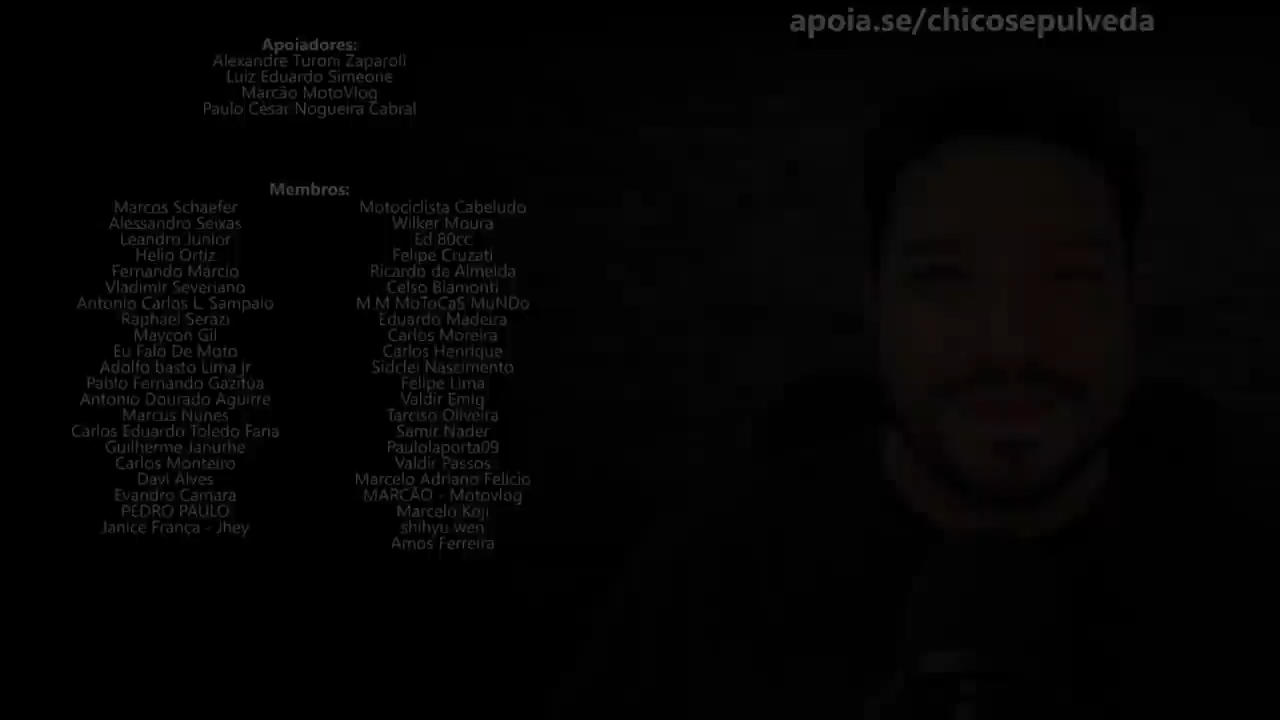 apoia.se/chicosepulveda
Apoiadores:
Alexandre Turoni Zaparoli
Luiz Eduardo Simeone
Marcão MotoVlog
Paulo César Nogueira Cabral
Membros:
Marcos Schaefer
Alessandro Seixas
Leandro Junior
Helio Ortiz
Fernando Marcio
Vladimir Severiano
Antonio Carlos L. Sampaio
Raphael Serazi
Maycon Gil
Eu Falo De Moto
Adolfo basto Lima Jr
Pablo Fernando Gazitúa
Antonio Dourado Aguirre
Marcus Nunes
Carlos Eduardo Toledo Faria
Guilherme Janurhe
Carlos Monteiro
Davi Alves
Evandro Camara
PEDRO PAULO
Janice França - Jhey
Motociclista Cabeludo
Wilker Moura
Ed 80cc
Felipe Cruzati
Ricardo de Almeida
Celso Biamonti
M.M MoToCaS MuNDo
Eduardo Madeira
Carlos Moreira
Carlos Henrique
Sidclei Nascimento
Felipe Lima
Valdir Emig
Tarciso Oliveira
Samir Nader
Paulolaporta09
Valdir Passos
Marcelo Adriano Felicio
MARCÃO - Motovlog
Marcelo Koji
shihyu wen
Amos Ferreira